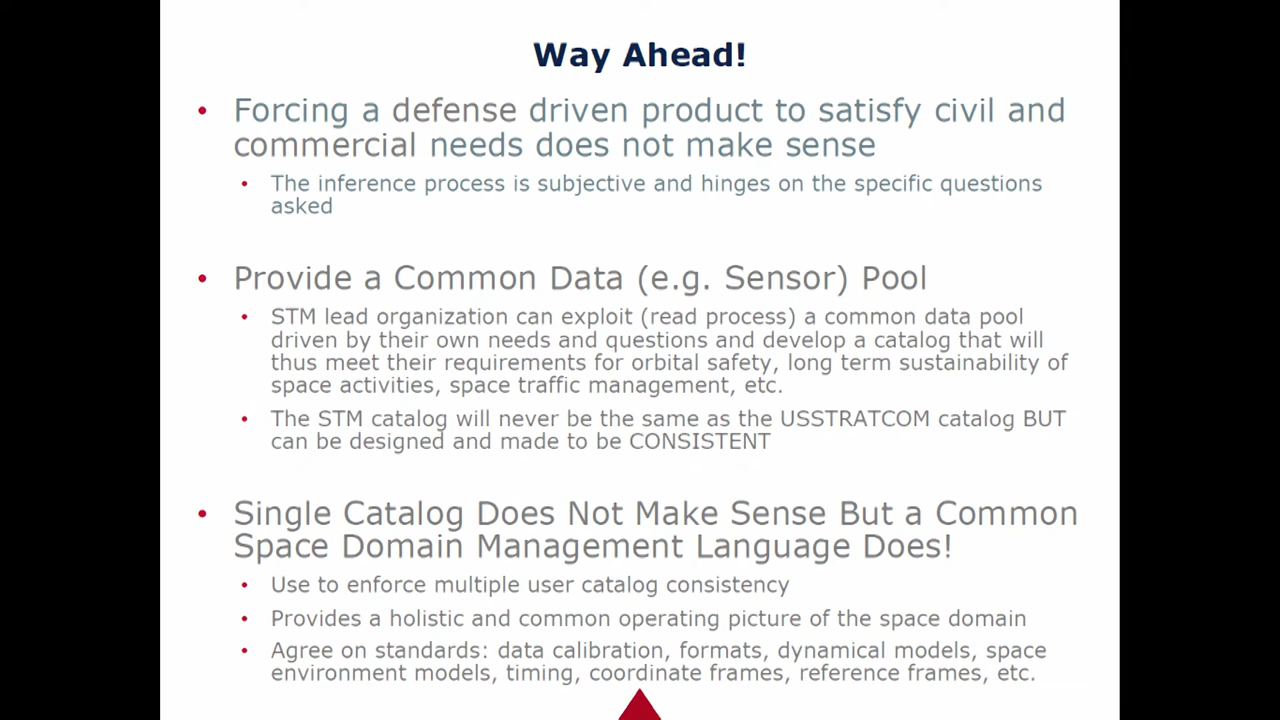 Way Ahead!
• Forcing a defense driven product to satisfy civil and
commercial needs does not make sense
• The inference process is subjective and hinges on the specific questions
asked
• Provide a Common Data (e.g. Sensor) Pool
• STM lead organization can exploit (read process) a common data pool
driven by their own needs and questions and develop a catalog that will
thus meet their requirements for orbital safety, long term sustainability of
space activities, space traffic management, etc.
• The STM catalog will never be the same as the USSTRATCOM catalog BUT
can be designed and made to be CONSISTENT
• Single Catalog Does Not Make Sense But a Common
Space Domain Management Language Does!
• Use to enforce multiple user catalog consistency
• Provides a holistic and common operating picture of the space domain
• Agree on standards: data calibration, formats, dynamical models, space
environment models, timing, coordinate frames, reference frames, etc.